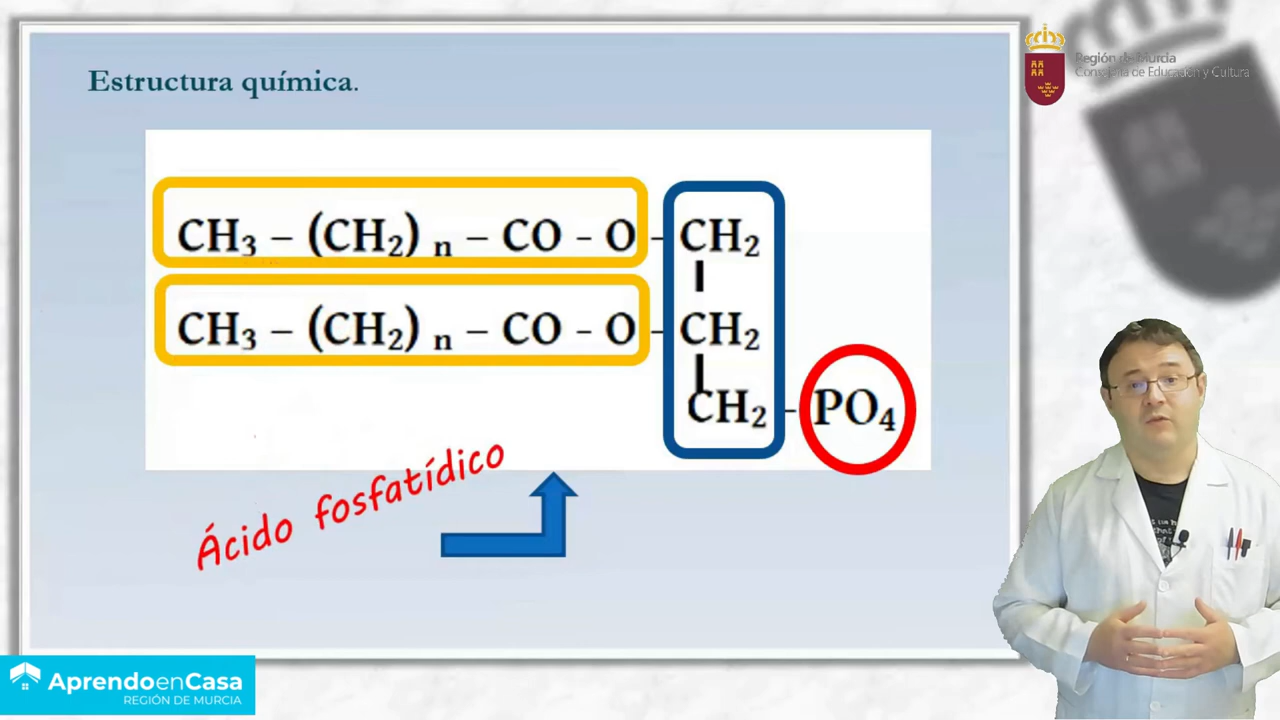 Estructura química.
Región de Murcia
Consejería de Educación y Cultura
CH₃ – (CH₂) n – CO - O – CH₂
CH₃ – (CH₂) n – CO - O – CH₂
CH₂ - PO₄
Ácido fosfatídico
AprendoenCasa
REGIÓN DE MURCIA